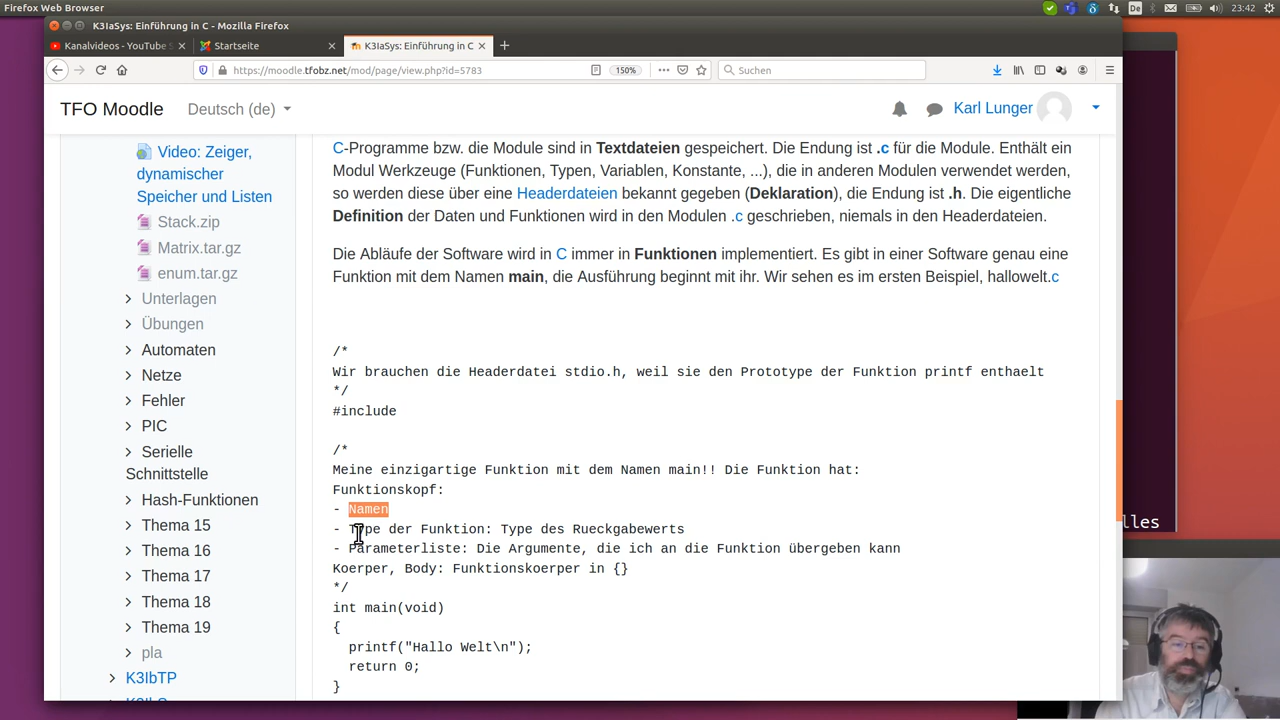 Firefox Web Browser
De
23:42
K3IaSys: Einführung in C - Mozilla Firefox
Kanalvideos - YouTube S
Startseite
K3IaSys: Einführung in C
https://moodle.tfobz.net/mod/page/view.php?id=5783
150%
Suchen
TFO Moodle
Deutsch (de)
Karl Lunger
Video: Zeiger,
dynamischer
Speicher und Listen
Stack.zip
Matrix.tar.gz
enum.tar.gz
Unterlagen
Übungen
Automaten
Netze
Fehler
PIC
Serielle
Schnittstelle
Hash-Funktionen
Thema 15
Thema 16
Thema 17
Thema 18
Thema 19
pla
K3IbTP
C-Programme bzw. die Module sind in Textdateien gespeichert. Die Endung ist .c für die Module. Enthält ein
Modul Werkzeuge (Funktionen, Typen, Variablen, Konstante, ...), die in anderen Modulen verwendet werden,
so werden diese über eine Headerdateien bekannt gegeben (Deklaration), die Endung ist .h. Die eigentliche
Definition der Daten und Funktionen wird in den Modulen .c geschrieben, niemals in den Headerdateien.
Die Abläufe der Software wird in C immer in Funktionen implementiert. Es gibt in einer Software genau eine
Funktion mit dem Namen main, die Ausführung beginnt mit ihr. Wir sehen es im ersten Beispiel, hallowelt.c
/*
Wir brauchen die Headerdatei stdio.h, weil sie den Prototype der Funktion printf enthaelt
*/
#include
/*
Meine einzigartige Funktion mit dem Namen main!! Die Funktion hat:
Funktionskopf:
- Namen
- Type der Funktion: Type des Rueckgabewerts
- Parameterliste: Die Argumente, die ich an die Funktion übergeben kann
Koerper, Body: Funktionskoerper in {}
*/
int main(void)
{
printf("Hallo Welt\n");
return 0;
}
lles